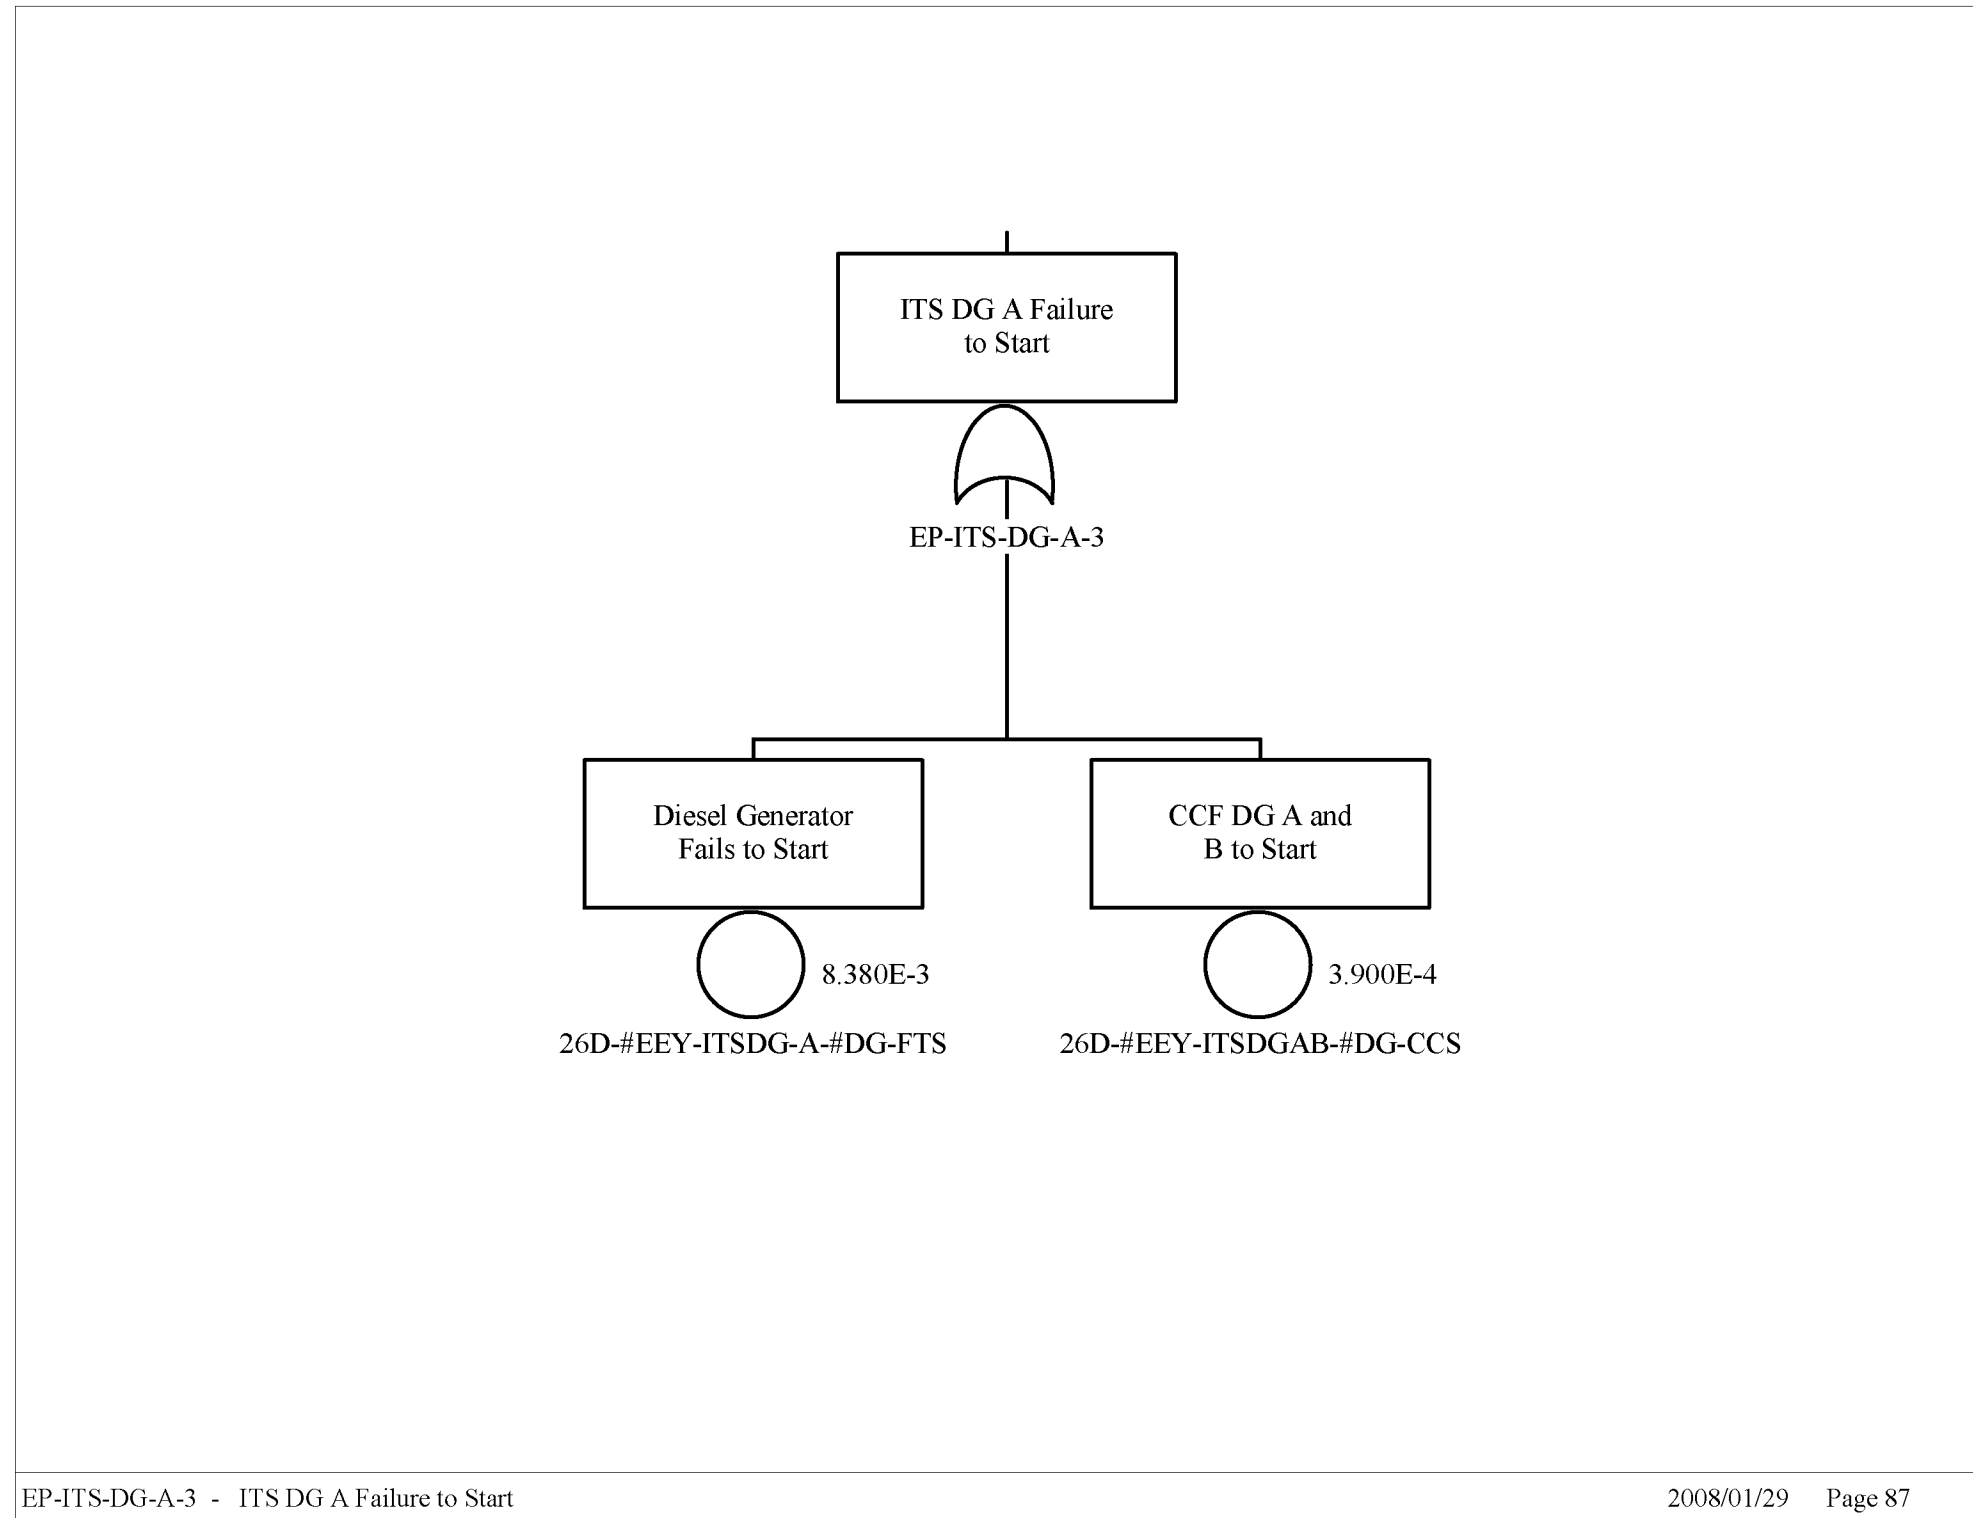 ITS DG A Failure
to Start
EP-ITS-DG-A-3
Diesel Generator
Fails to Start
CCF DG A and
B to Start
8.380E-3
3.900E-4
26D-#EEY-ITSDG-A-#DG-FTS
26D-#EEY-ITSDGAB-#DG-CCS
EP-ITS-DG-A-3 - ITS DG A Failure to Start
2008/01/29 Page 87